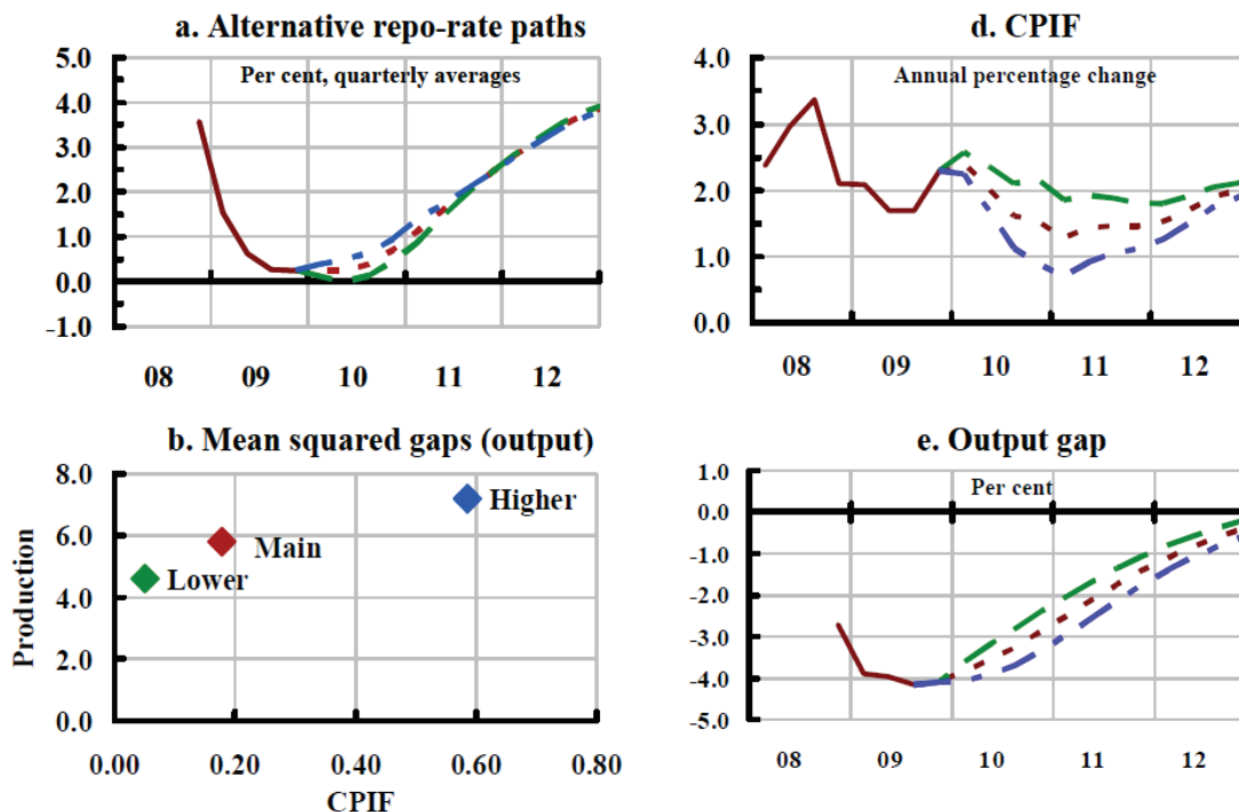 a. Alternative repo-rate paths
Per cent, quarterly averages
5.0
4.0
3.0
2.0
1.0
0.0
-1.0
08 09 10 11 12
d. CPIF
Annual percentage change
4.0
3.0
2.0
1.0
0.0
08 09 10 11 12
b. Mean squared gaps (output)
8.0
6.0
4.0
2.0
0.0
Production
Higher
Main
Lower
0.00 0.20 0.40 0.60 0.80
CPIF
e. Output gap
Per cent
1.0
0.0
-1.0
-2.0
-3.0
-4.0
-5.0
08 09 10 11 12